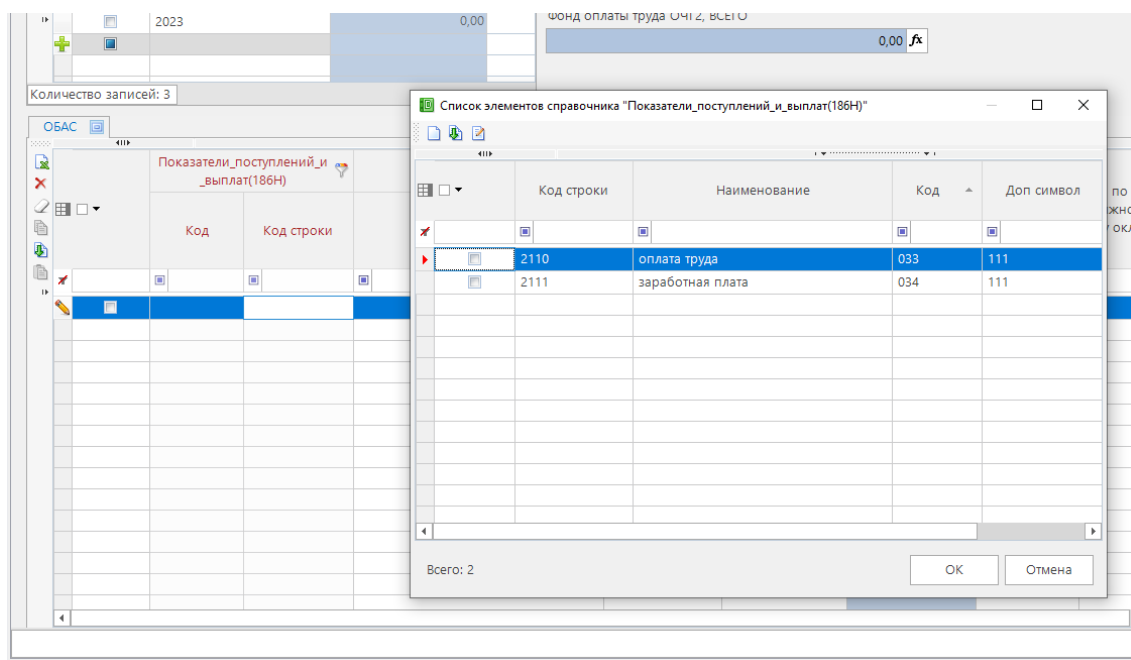 2023 0,00
Фонд оплаты труда ОЧГ2, ВСЕГО
0,00 fx
Количество записей: 3
ОБАС
Показатели_поступлений_и
_выплат(186Н)
Код Код строки
Список элементов справочника "Показатели_поступлений_и_выплат(186Н)"
Код строки Наименование Код Доп символ
2110 оплата труда 033 111
2111 заработная плата 034 111
Всего: 2
ОК Отмена
по